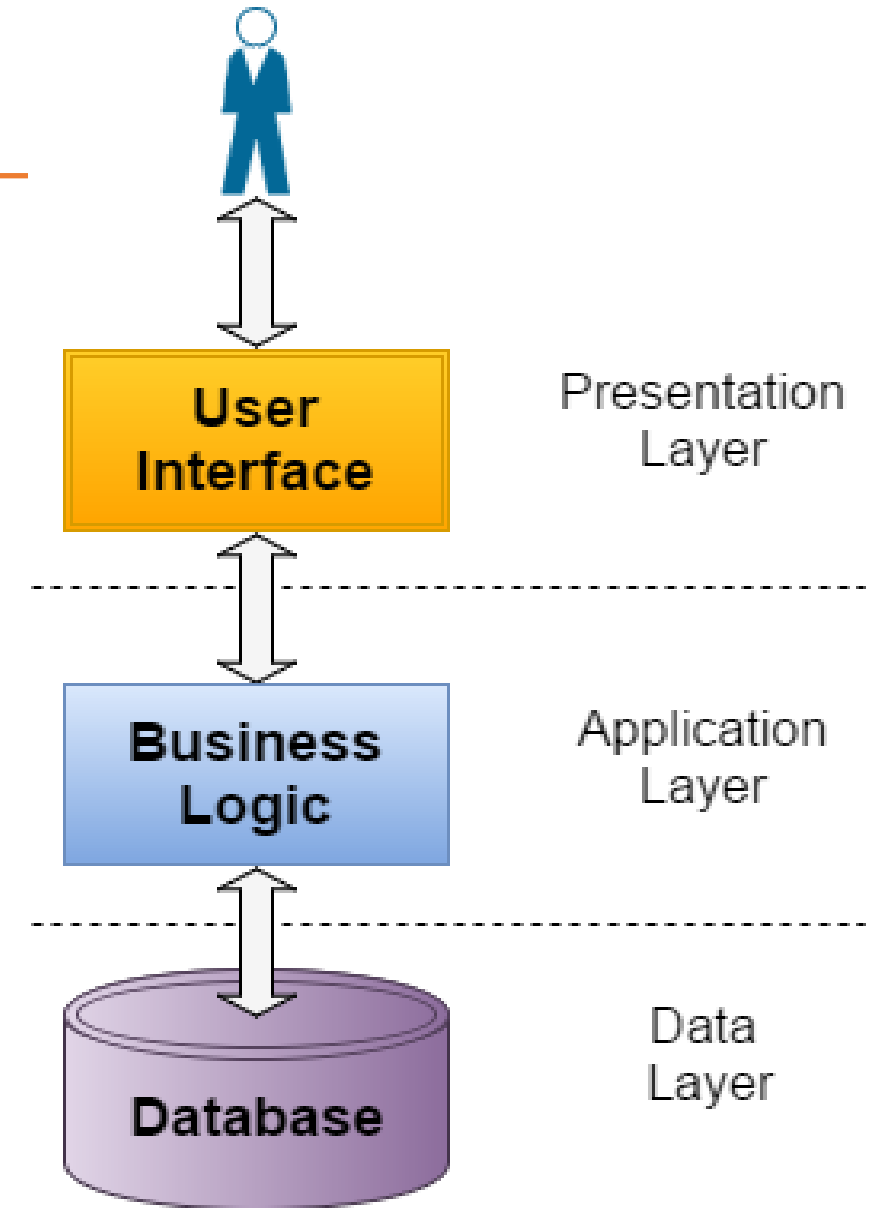 User
Interface
Presentation
Layer
Business
Logic
Application
Layer
Database
Data
Layer